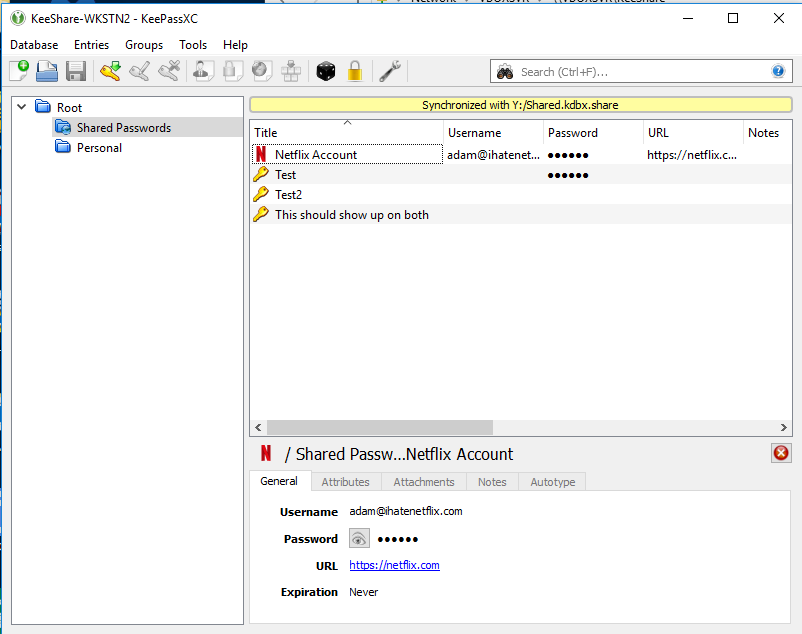 KeeShare-WKSTN2 - KeePassXC
Database Entries Groups Tools Help
Search (Ctrl+F)...
Root
Shared Passwords
Personal
Synchronized with Y:/Shared.kdbx.share
Title Username Password URL Notes
Netflix Account adam@ihatenet... ●●●●●● https://netflix.c...
Test ●●●●●●
Test2
This should show up on both
/ Shared Passw...Netflix Account
General Attributes Attachments Notes Autotype
Username adam@ihatenetflix.com
Password ●●●●●●
URL https://netflix.com
Expiration Never